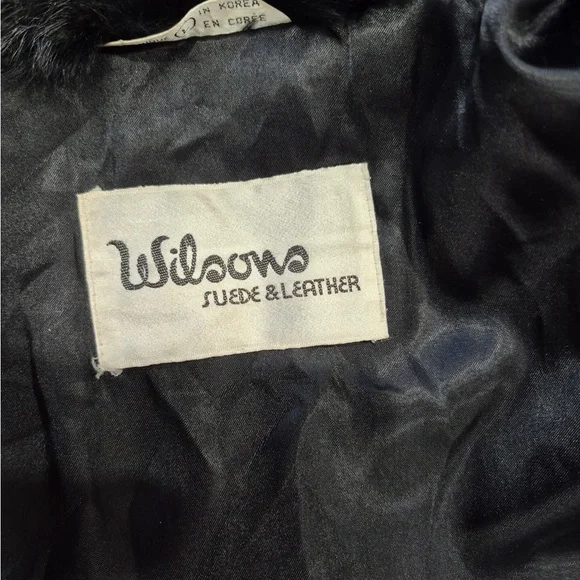 IN KOREA
EN COREE
Wilsons
SUEDE & LEATHER